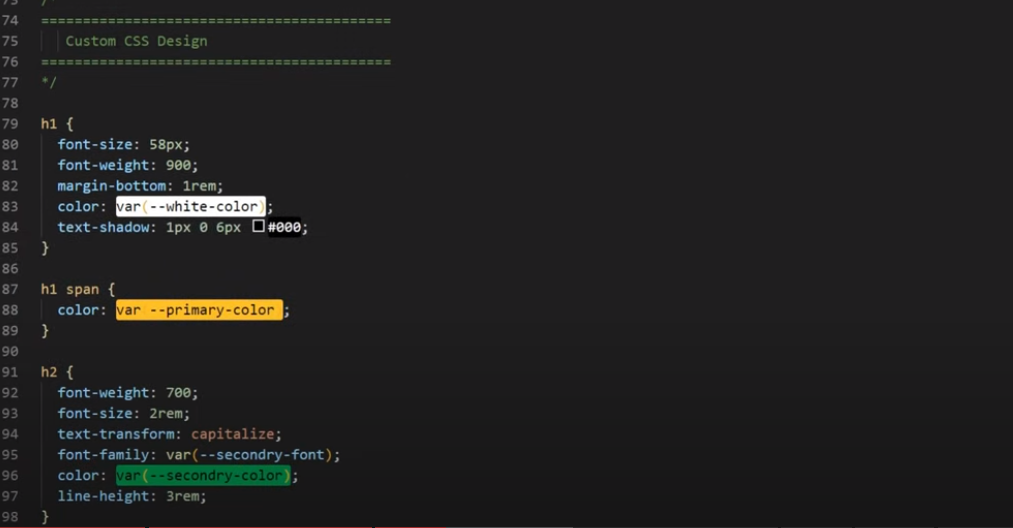 73 /*
74 ==========================================
75 Custom CSS Design
76 ==========================================
77 */
78
79 h1 {
80 font-size: 58px;
81 font-weight: 900;
82 margin-bottom: 1rem;
83 color: var(--white-color);
84 text-shadow: 1px 0 6px #000;
85 }
86
87 h1 span {
88 color: var --primary-color ;
89 }
90
91 h2 {
92 font-weight: 700;
93 font-size: 2rem;
94 text-transform: capitalize;
95 font-family: var(--secondry-font);
96 color: var(--secondry-color);
97 line-height: 3rem;
98 }